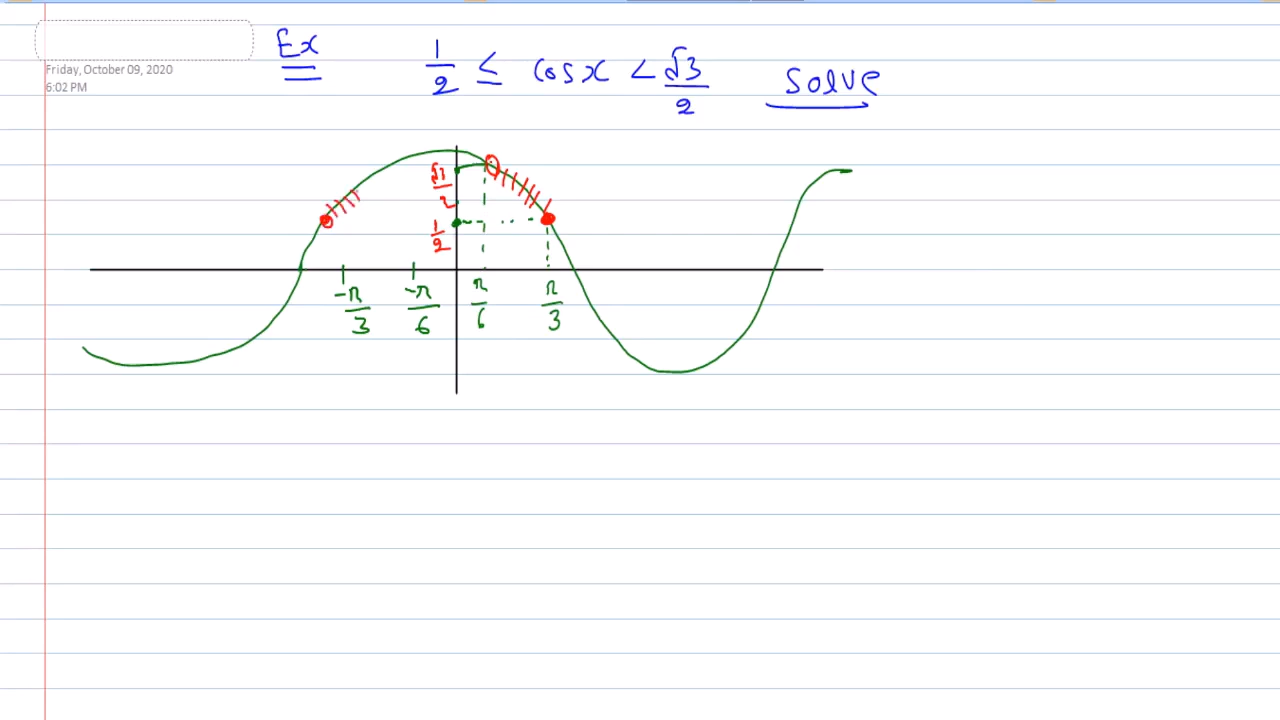 Ex
1/2 ≤ cosx < √3/2 solve
Friday, October 09, 2020
6:02 PM
√3/2
1/2
-π/3 -π/6 π/6 π/3